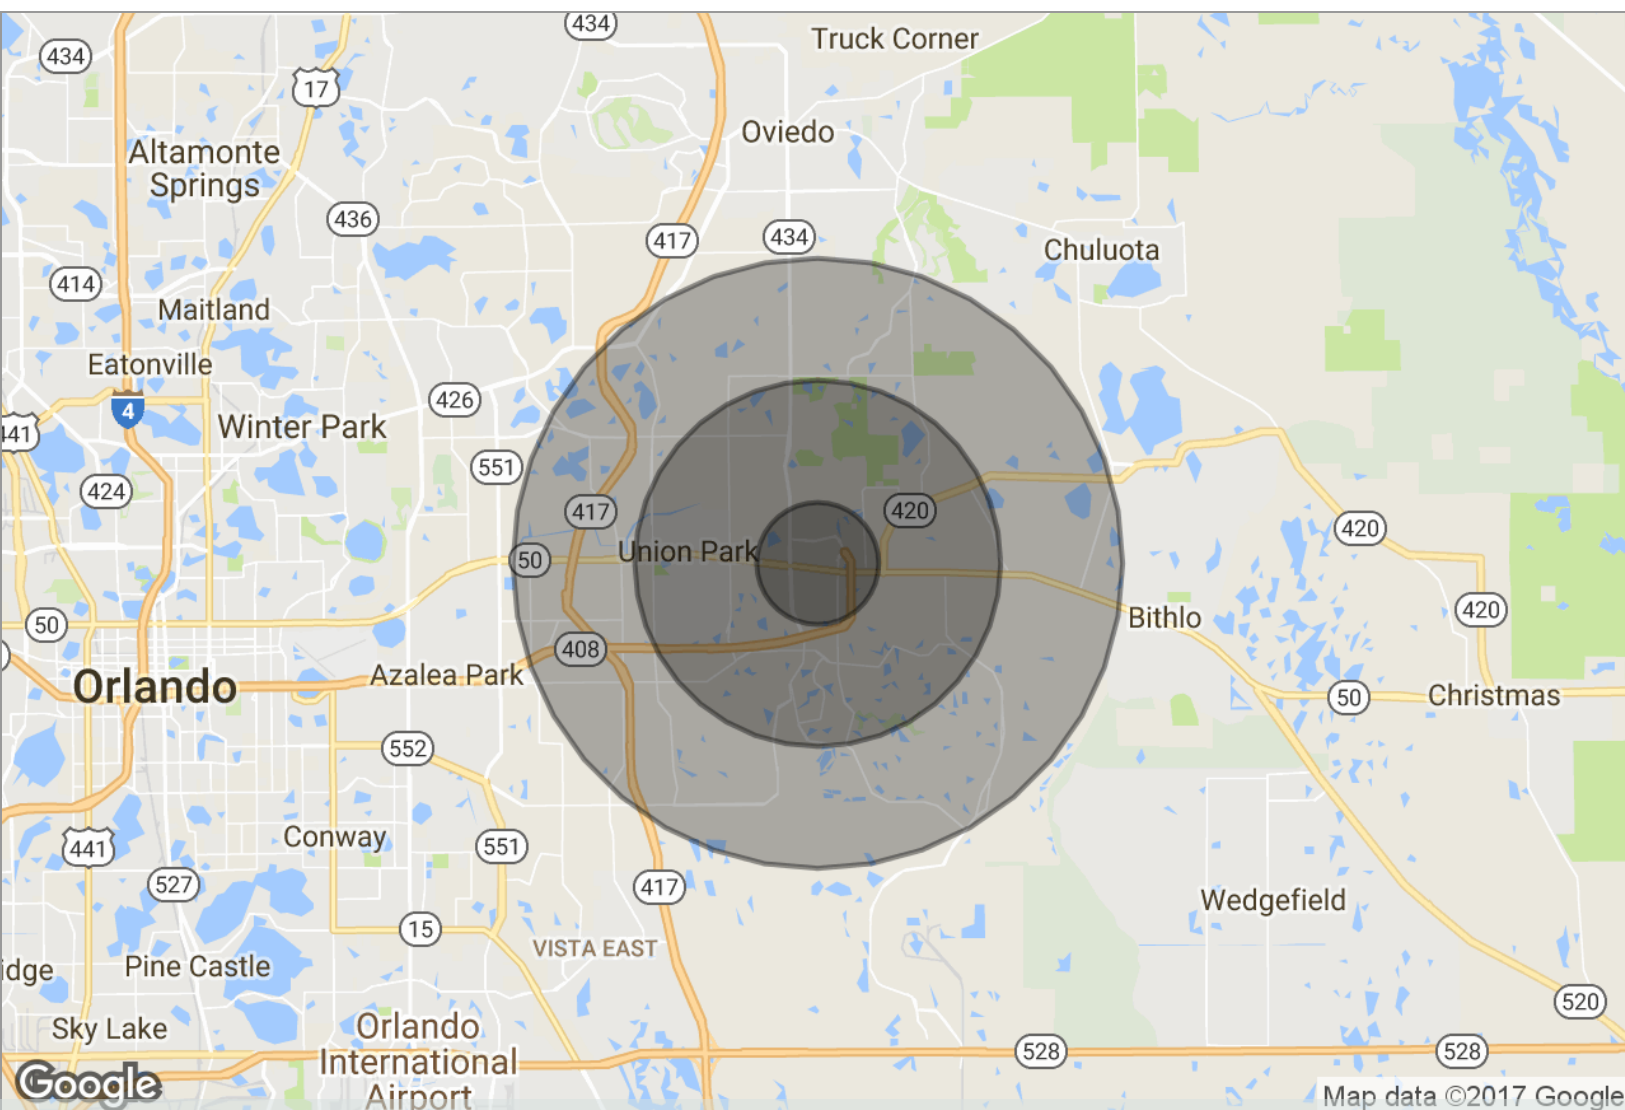 434
Truck Corner
434
17
Oviedo
Altamonte
Springs
436
417
434
Chuluota
414
Maitland
Eatonville
426
4
Winter Park
441
551
424
417
420
420
Union Park
50
420
Bithlo
50
408
Azalea Park
Orlando
50
Christmas
552
Conway
441
551
527
417
Wedgefield
15
VISTA EAST
idge
Pine Castle
520
Sky Lake
Orlando
International
Airport
528
528
Google
Map data ©2017 Google